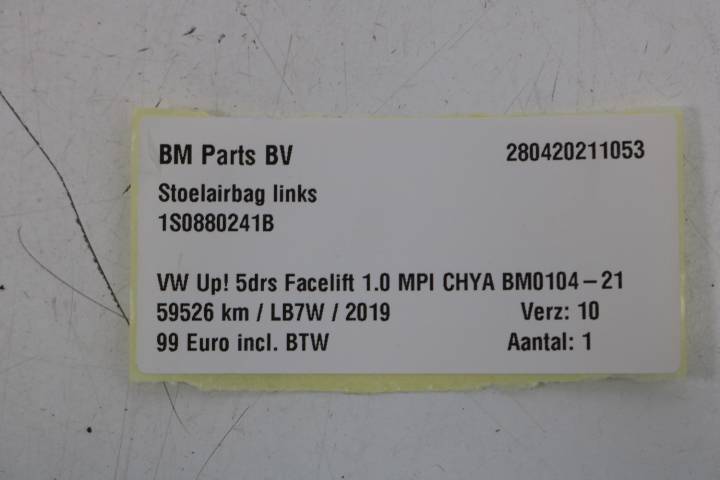 BM Parts BV 280420211053
Stoelairbag links
1S0880241B
VW Up! 5drs Facelift 1.0 MPI CHYA BM0104-21
59526 km / LB7W / 2019 Verz: 10
99 Euro incl. BTW Aantal: 1